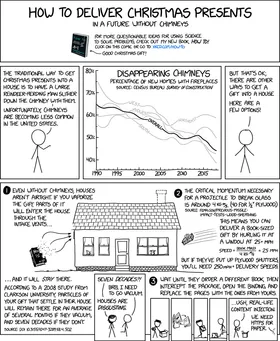 HOW TO DELIVER CHRISTMAS PRESENTS
IN A FUTURE WITHOUT CHIMNEYS
FOR MORE QUESTIONABLE IDEAS FOR USING SCIENCE
TO SOLVE PROBLEMS, CHECK OUT MY NEW BOOK, HOW TO!
CLICK ON THIS COMIC OR GO TO XKCD.COM/HOWTO
GOOD CHRISTMAS GIFT!
THE TRADITIONAL WAY TO GET
CHRISTMAS PRESENTS INTO A
HOUSE IS TO HAVE A LARGE
REINDEER-HERDING MAN SLITHER
DOWN THE CHIMNEY WITH THEM.
UNFORTUNATELY, CHIMNEYS
ARE BECOMING LESS COMMON
IN THE UNITED STATES.
DISAPPEARING CHIMNEYS
PERCENTAGE OF NEW HOMES WITH FIREPLACES
SOURCE: CENSUS BUREAU SURVEY OF CONSTRUCTION
80%
70%
60%
50%
40%
1990
1995
2000
2005
2010
2015
BUT THAT'S OK,
THERE ARE OTHER
WAYS TO GET A
GIFT INTO A HOUSE
HERE ARE A
FEW OPTIONS!
1 EVEN WITHOUT CHIMNEYS, HOUSES
AREN'T AIRTIGHT. IF YOU VAPORIZE
THE GIFT, PARTS OF IT
WILL ENTER THE
HOUSE THROUGH
THE INTAKE
VENTS...
...AND IT WILL STAY THERE.
ACCORDING TO A 2008 STUDY FROM
CLARKSON UNIVERSITY, PARTICLES OF
YOUR GIFT THAT SETTLE IN THEIR HOUSE
WILL REMAIN THERE FOR AN AVERAGE OF
SEVERAL MONTHS IF THEY VACUUM,
AND SEVEN DECADES IF THEY DON'T.
SEVEN DECADES?
BRB, I NEED
TO GO VACUUM.
HOUSES ARE
DISGUSTING.
2 THE CRITICAL MOMENTUM NECESSARY
FOR A PROJECTILE TO BREAK GLASS
THIS MEANS YOU CAN
DELIVER A BOOK-SIZED
GIFT BY HURLING IT AT
A WINDOW AT 25+ MPH
BUT IF THEY'VE PUT UP PLYWOOD SHUTTERS
YOU'LL NEED 250MPH+ DELIVERY SPEEDS
3 WAIT UNTIL THEY ORDER A DIFFERENT BOOK, THEN
INTERCEPT THE PACKAGE, OPEN THE BINDING, AND
REPLACE THE PAGES WITH THE ONES FROM YOURS
...UGH, REAL-LIFE
CONTENT INJECTION
WE NEED
HTTPS FOR
PAPER.